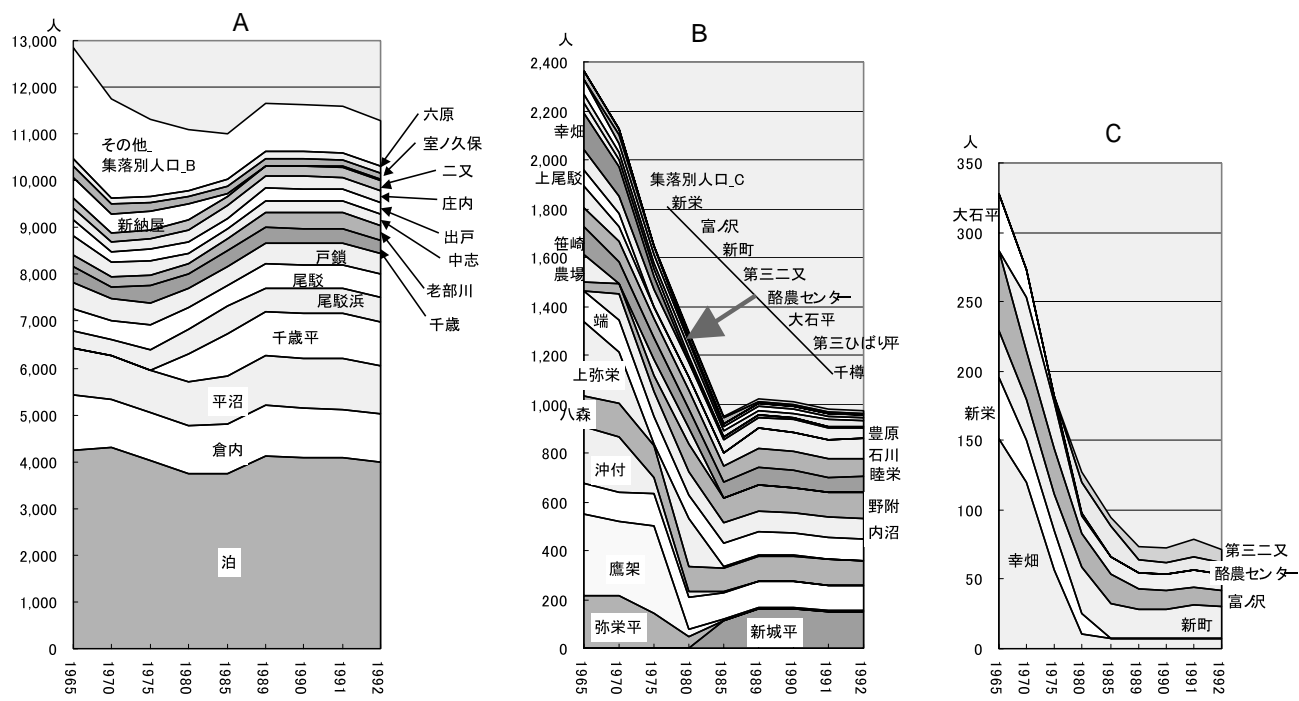 A
人
13,000
12,000
11,000
10,000
9,000
8,000
7,000
6,000
5,000
4,000
3,000
2,000
1,000
0
その他_
集落別人口_B
新納屋
戸鎖
尾駮
尾駮浜
千歳平
平沼
倉内
泊
六原
室ノ久保
二又
庄内
出戸
中志
老部川
千歳
1965
1970
1975
1980
1985
1989
1990
1991
1992
B
人
2,400
2,200
2,000
1,800
1,600
1,400
1,200
1,000
800
600
400
200
0
幸畑
上尾駮
笹崎
農場
端
上弥栄
八森
沖付
鷹架
弥栄平
新城平
集落別人口_C
新栄
富ノ沢
新町
第三二又
酪農センター
大石平
第三ひばり平
千樽
豊原
石川
睦栄
野附
内沼
1965
1970
1975
1980
1985
1989
1990
1991
1992
C
人
350
300
250
200
150
100
50
0
大石平
新栄
幸畑
第三二又
酪農センター
富ノ沢
新町
1965
1970
1975
1980
1985
1989
1990
1991
1992